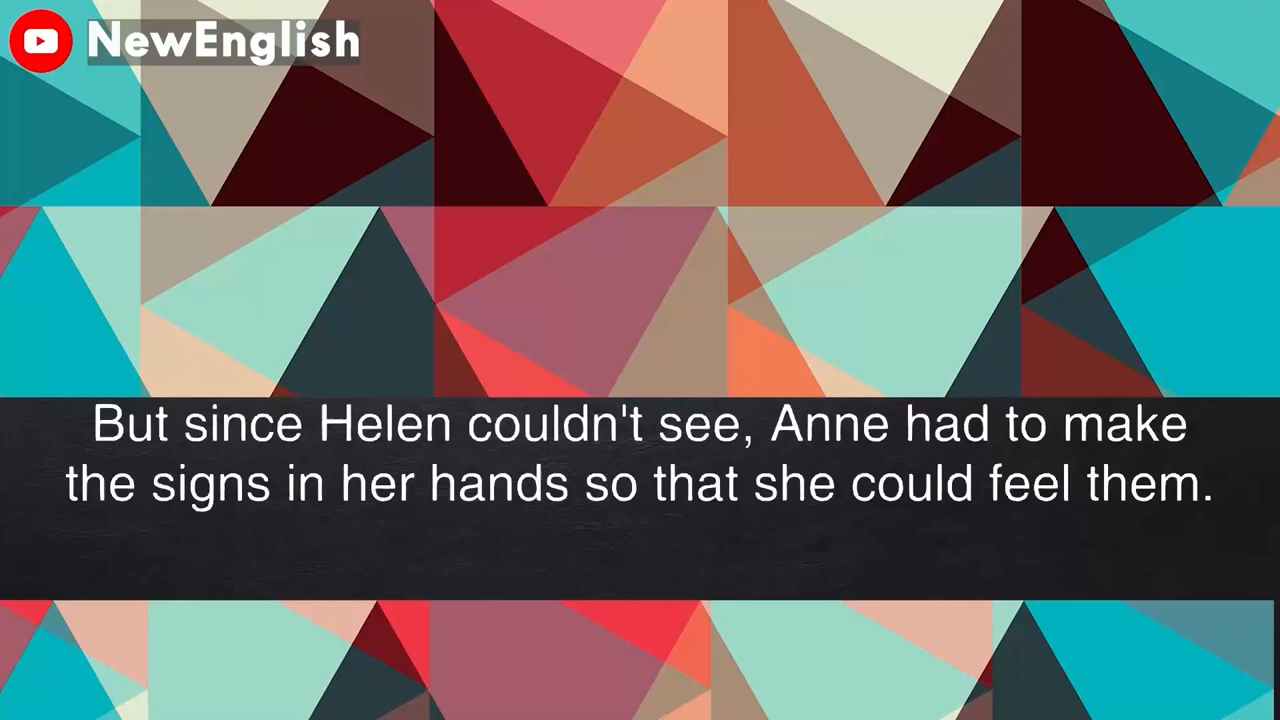 NewEnglish
But since Helen couldn't see, Anne had to make
the signs in her hands so that she could feel them.